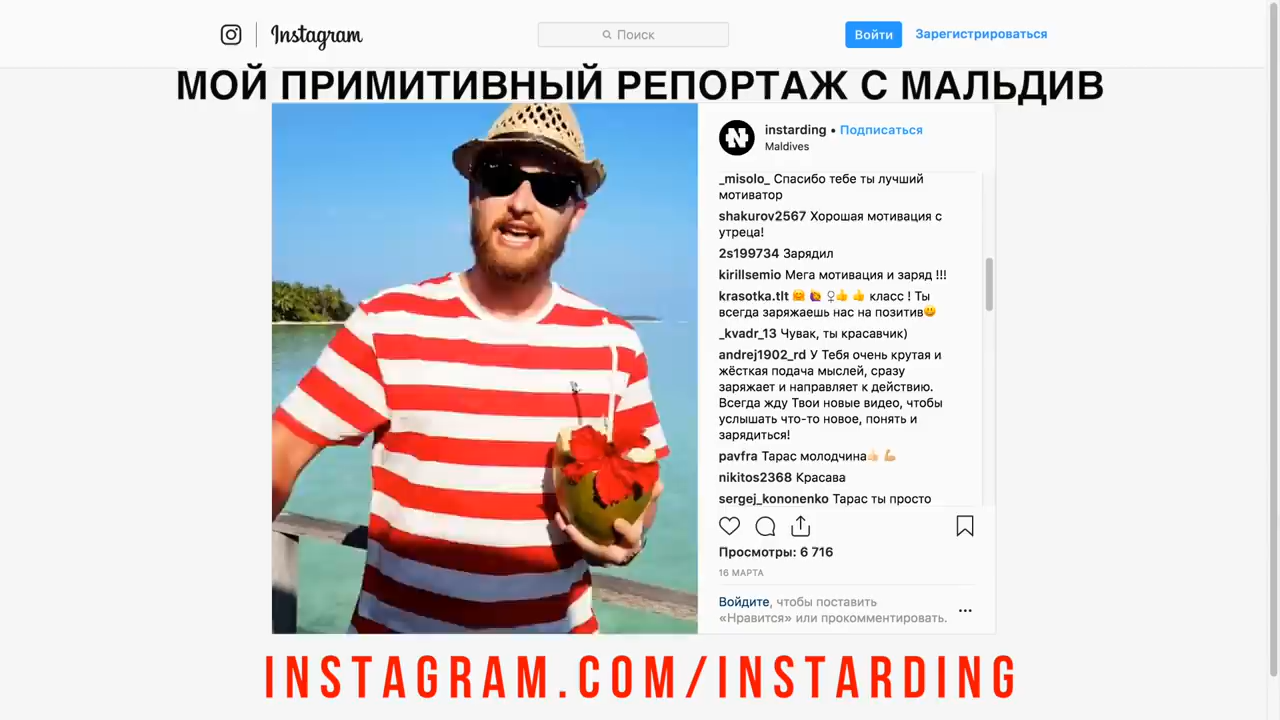 Instagram
Поиск
Войти
Зарегистрироваться
МОЙ ПРИМИТИВНЫЙ РЕПОРТАЖ С МАЛЬДИВ
instarding • Подписаться
Maldives
_misolo_ Спасибо тебе ты лучший
мотиватор
shakurov2567 Хорошая мотивация с
утреца!
2s199734 Зарядил
kirillsemio Мега мотивация и заряд !!!
krasotka.tlt 🤗 🙋 ♀👍 👍 класс ! Ты
всегда заряжаешь нас на позитив😃
_kvadr_13 Чувак, ты красавчик)
andrej1902_rd У Тебя очень крутая и
жёсткая подача мыслей, сразу
заряжает и направляет к действию.
Всегда жду Твои новые видео, чтобы
услышать что-то новое, понять и
зарядиться!
pavfra Тарас молодчина👍🏻 💪🏼
nikitos2368 Красава
sergej_kononenko Тарас ты просто
Просмотры: 6 716
16 МАРТА
Войдите, чтобы поставить
«Нравится» или прокомментировать.
INSTAGRAM.COM/INSTARDING